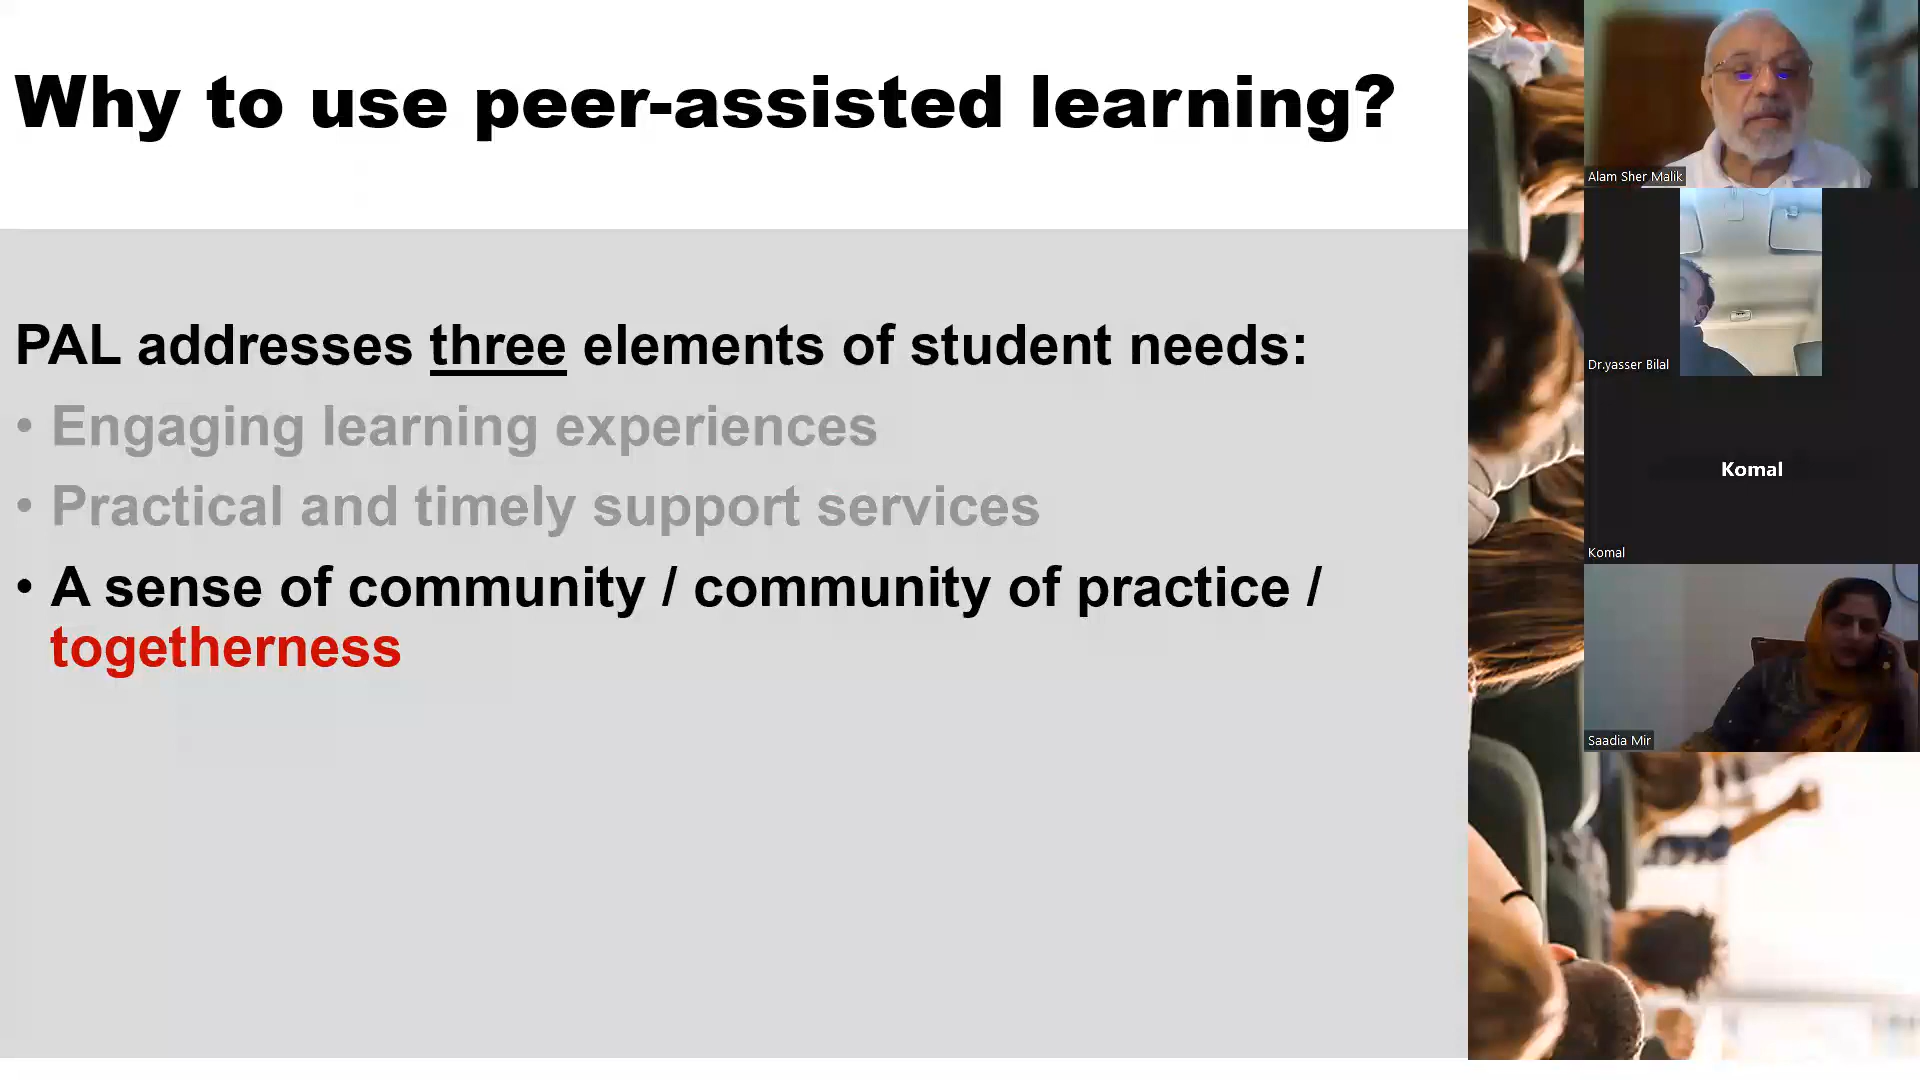 Why to use peer-assisted learning?
PAL addresses three elements of student needs:
• Engaging learning experiences
• Practical and timely support services
• A sense of community / community of practice /
togetherness
Alam Sher Malik
Dr.yasser Bilal
Komal
Komal
Saadia Mir